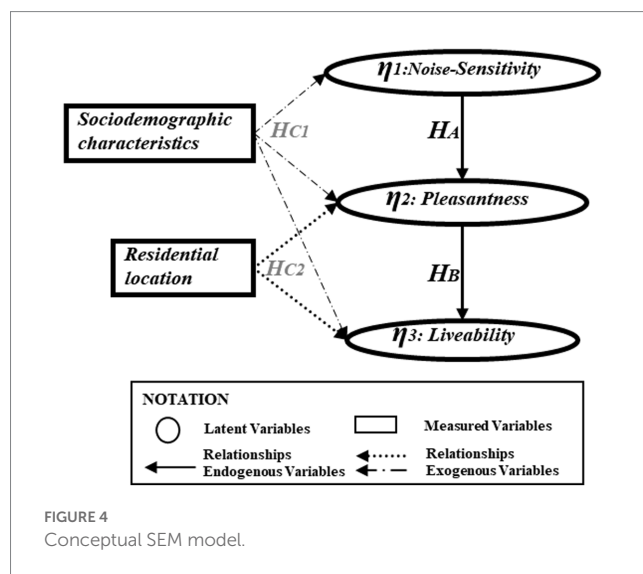 η1:Noise-Sensitivity
Sociodemographic
characteristics
HC1
HA
η2: Pleasantness
Residential
location
HC2
HB
η3: Liveability
NOTATION
Latent Variables
Measured Variables
Relationships
Endogenous Variables
Relationships
Exogenous Variables
FIGURE 4
Conceptual SEM model.